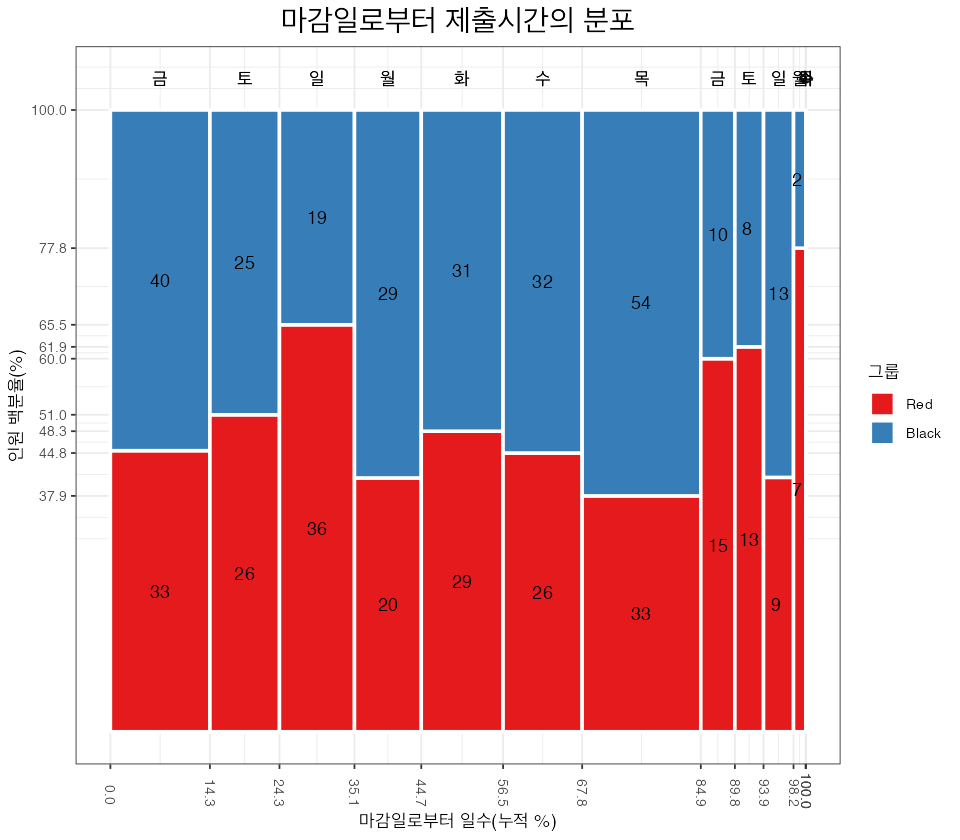 마감일로부터 제출시간의 분포
금 토 일 월 화 수 목 금 토 일
100.0
77.8
65.5
61.9
60.0
51.0
48.3
44.8
37.9
인원 백분율(%)
40 25 19 29 31 32 54 10 8 13 2
33 26 36 20 29 26 33 15 13 9 7
그룹
Red
Black
0.0 14.3 24.3 35.1 44.7 56.5 67.8 84.9 89.8 93.9 98.2 100.0
마감일로부터 일수(누적 %)